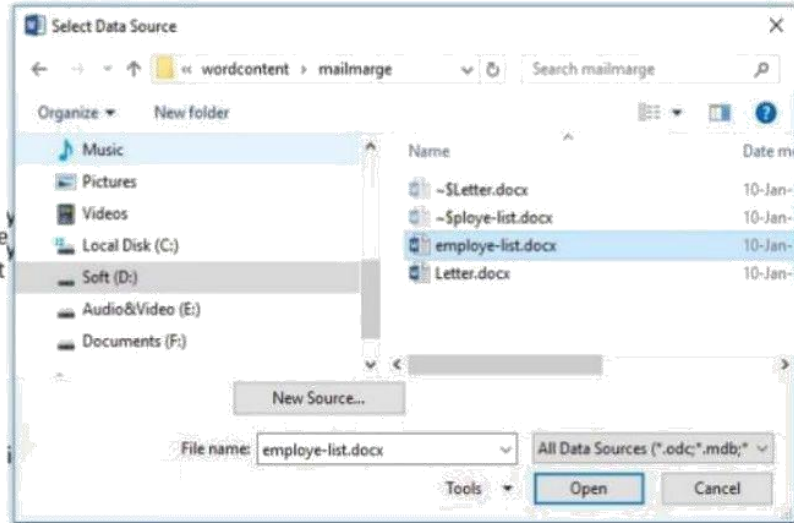 Select Data Source
« wordcontent › mailmarge
Search mailmarge
Organize
New folder
Music
Pictures
Videos
Local Disk (C:)
Soft (D:)
Audio&Video (E:)
Documents (F:)
Name
Date mo
~$Letter.docx
10-Jan-
~$ploye-list.docx
10-Jan-
employe-list.docx
10-Jan-
Letter.docx
10-Jan-
New Source...
File name:
employe-list.docx
All Data Sources (*.odc;*.mdb;*
Tools
Open
Cancel